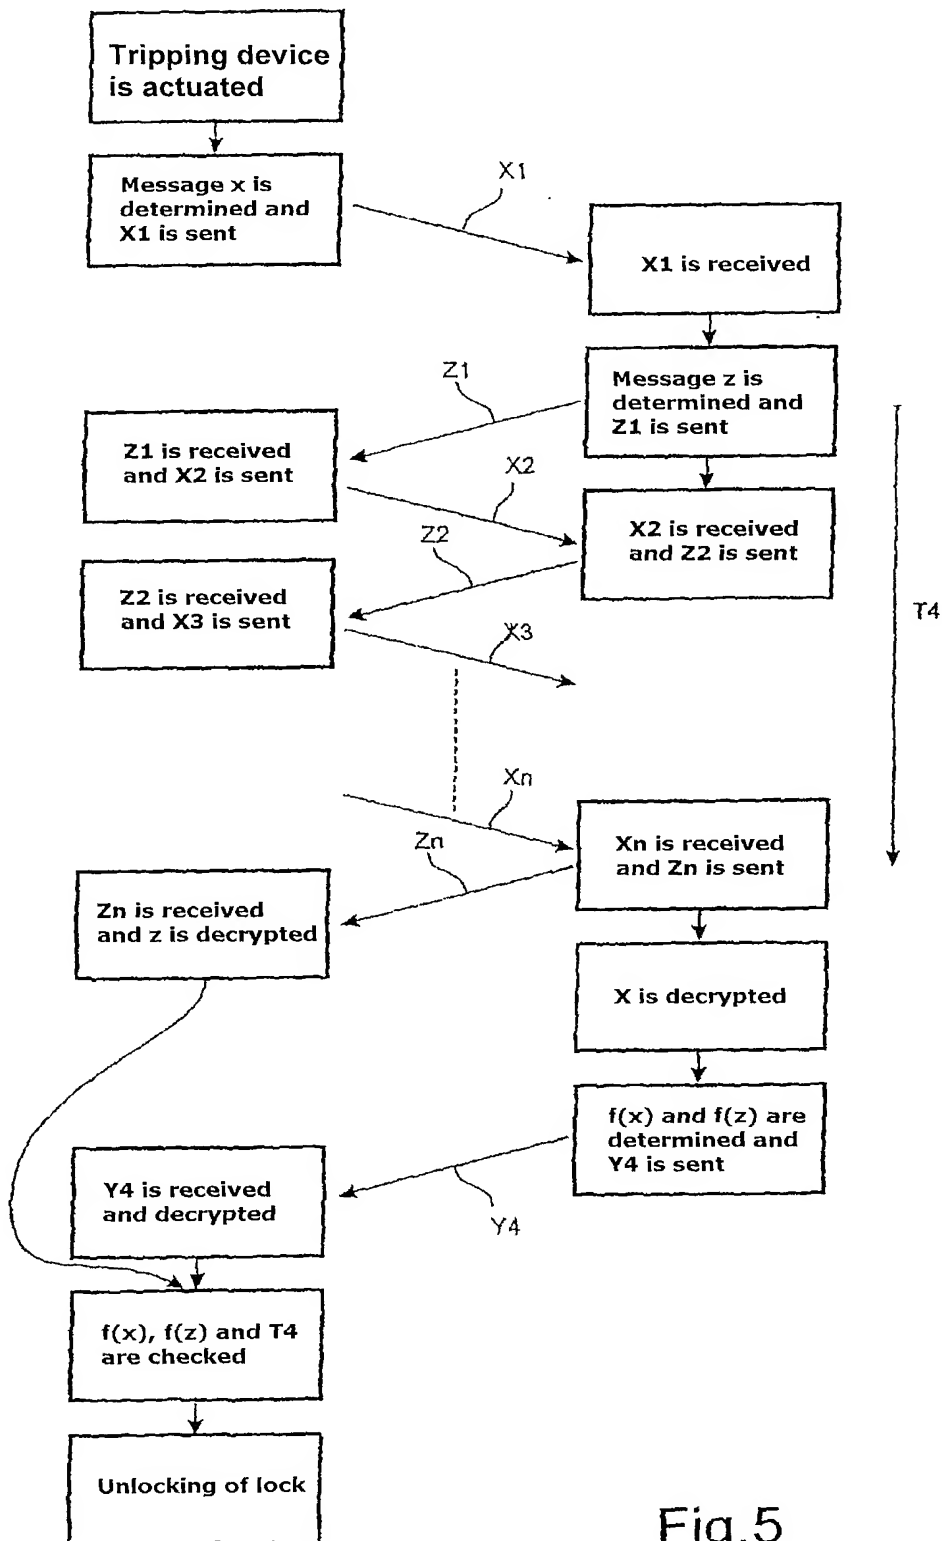 Tripping device
is actuated
Message x is
determined and
X1 is sent
X1
X1 is received
Message z is
determined and
Z1 is sent
Z1
Z1 is received
and X2 is sent
X2
X2 is received
and Z2 is sent
Z2
Z2 is received
and X3 is sent
X3
T4
Xn
Xn is received
and Zn is sent
Zn
Zn is received
and z is decrypted
X is decrypted
f(x) and f(z) are
determined and
Y4 is sent
Y4
Y4 is received
and decrypted
f(x), f(z) and T4
are checked
Unlocking of lock
Fig.5